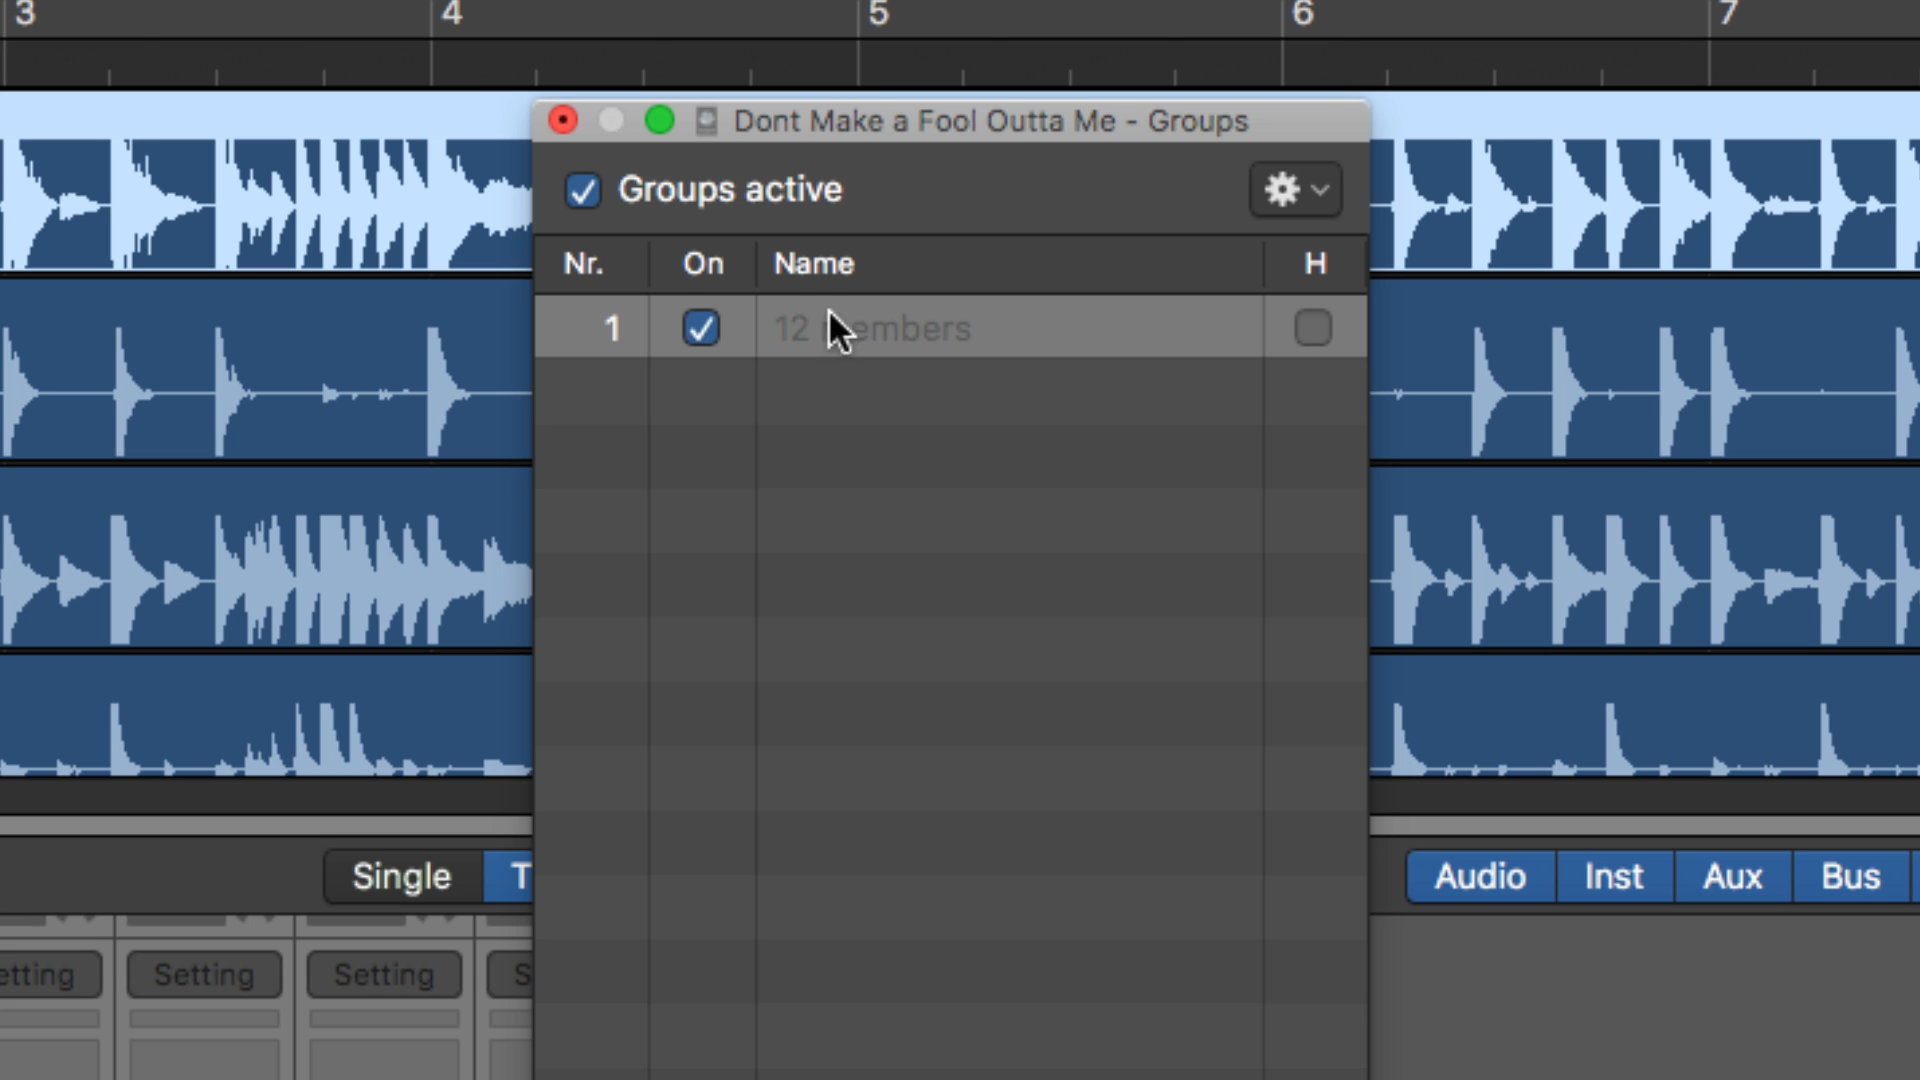 3 4 5 6 7
Dont Make a Fool Outta Me - Groups
Groups active
Nr. On Name H
1 12 members
Single T Audio Inst Aux Bus
etting Setting Setting S